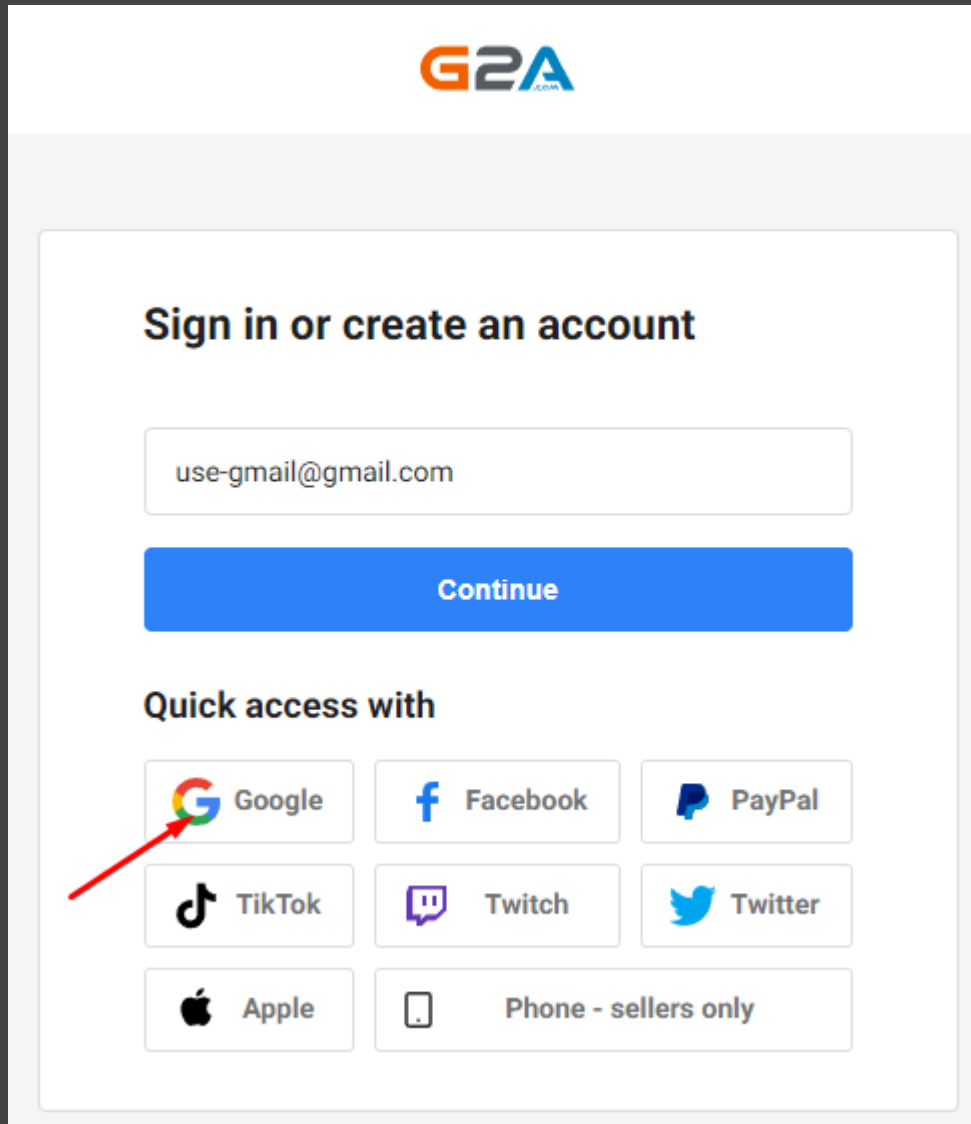 G2A
.COM
Sign in or create an account
use-gmail@gmail.com
Continue
Quick access with
Google Facebook PayPal
TikTok Twitch Twitter
Apple Phone - sellers only